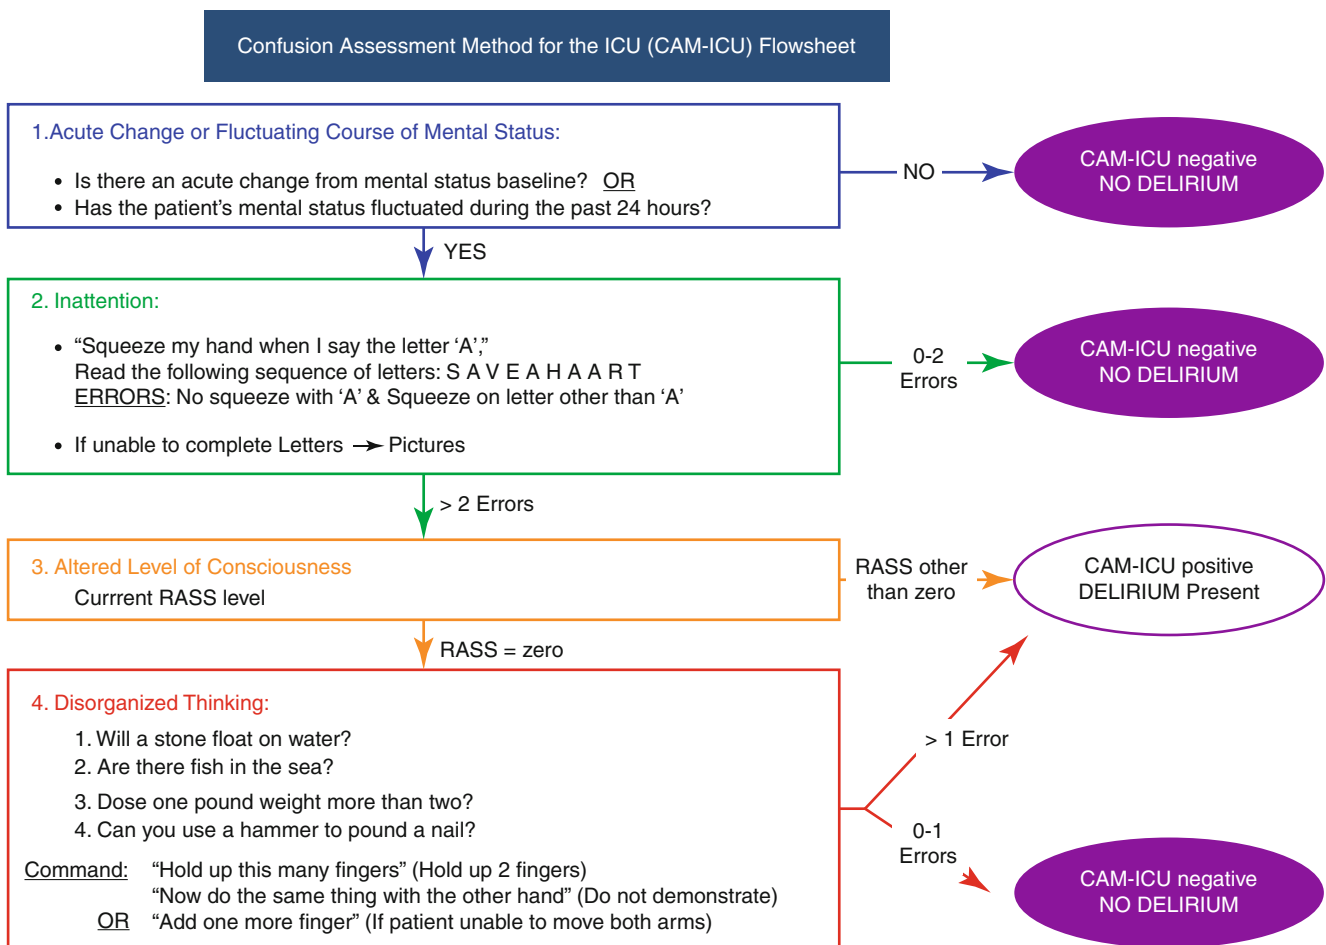 Confusion Assessment Method for the ICU (CAM-ICU) Flowsheet
1.Acute Change or Fluctuating Course of Mental Status:
• Is there an acute change from mental status baseline? OR
• Has the patient’s mental status fluctuated during the past 24 hours?
NO
CAM-ICU negative
NO DELIRIUM
YES
2. Inattention:
• “Squeeze my hand when I say the letter ‘A’,”
Read the following sequence of letters: S A V E A H A A R T
ERRORS: No squeeze with ‘A’ & Squeeze on letter other than ‘A’
• If unable to complete Letters → Pictures
0-2
Errors
CAM-ICU negative
NO DELIRIUM
> 2 Errors
3. Altered Level of Consciousness
Currrent RASS level
RASS other
than zero
CAM-ICU positive
DELIRIUM Present
RASS = zero
4. Disorganized Thinking:
1. Will a stone float on water?
2. Are there fish in the sea?
3. Dose one pound weight more than two?
4. Can you use a hammer to pound a nail?
Command: “Hold up this many fingers” (Hold up 2 fingers)
“Now do the same thing with the other hand” (Do not demonstrate)
OR “Add one more finger” (If patient unable to move both arms)
> 1 Error
0-1
Errors
CAM-ICU negative
NO DELIRIUM